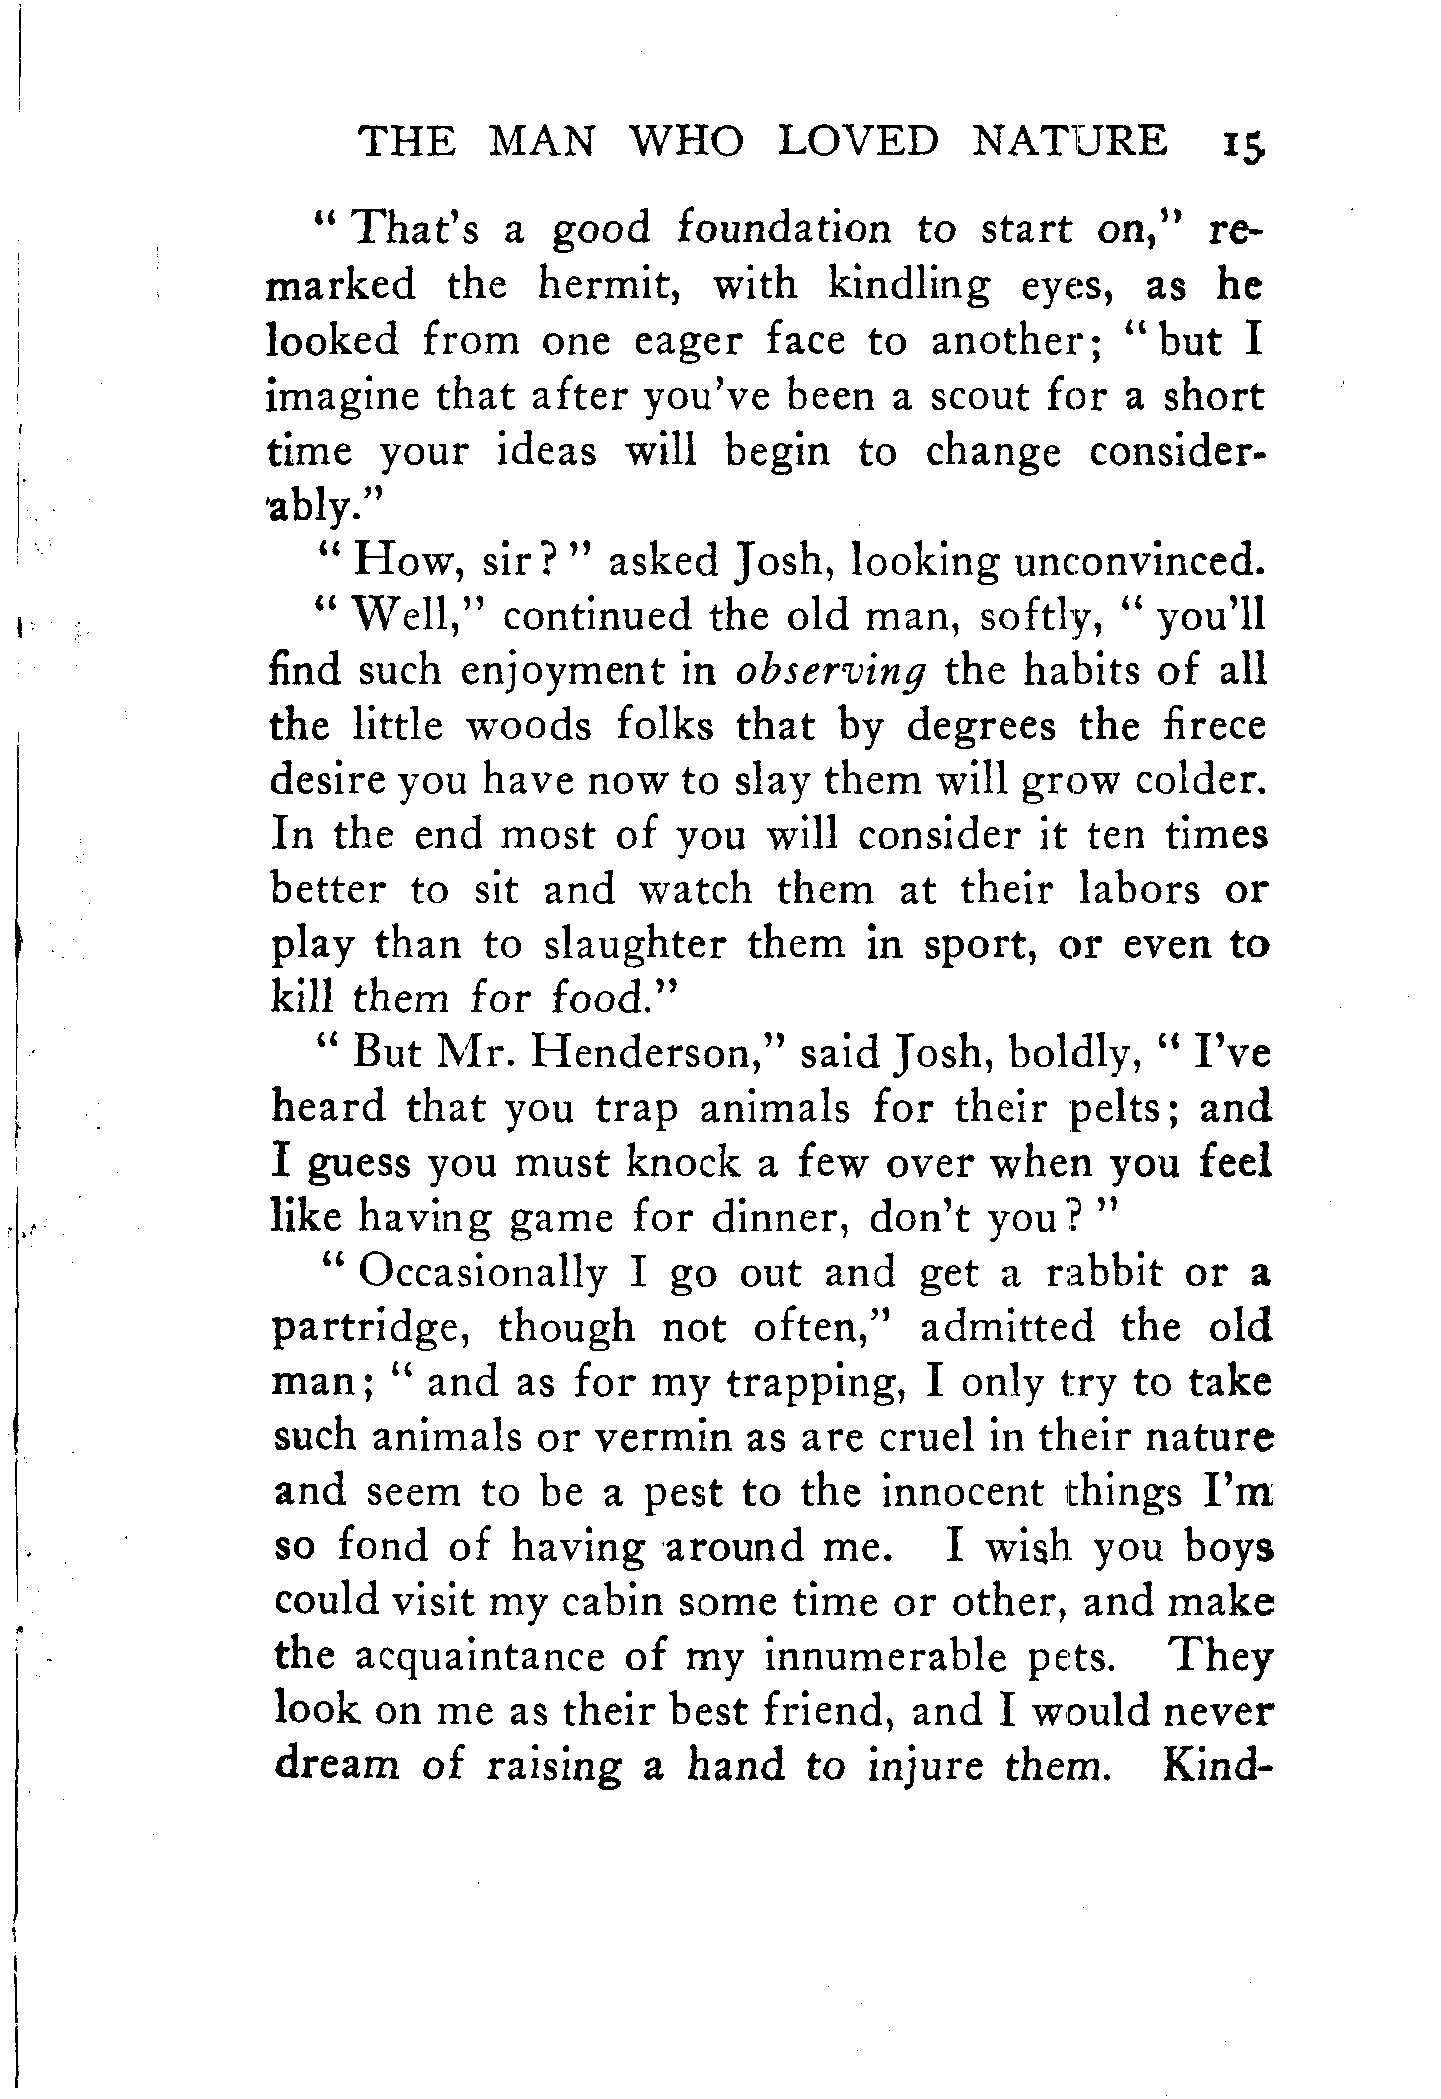 THE MAN WHO LOVED NATURE 15
" That's a good foundation to start on," re-
marked the hermit, with kindling eyes, as he
looked from one eager face to another; " but I
imagine that after you've been a scout for a short
time your ideas will begin to change consider-
ably."
" How, sir? " asked Josh, looking unconvinced.
" Well," continued the old man, softly, " you'll
find such enjoyment in observing the habits of all
the little woods folks that by degrees the firece
desire you have now to slay them will grow colder.
In the end most of you will consider it ten times
better to sit and watch them at their labors or
play than to slaughter them in sport, or even to
kill them for food."
" But Mr. Henderson," said Josh, boldly, " I've
heard that you trap animals for their pelts; and
I guess you must knock a few over when you feel
like having game for dinner, don't you? "
" Occasionally I go out and get a rabbit or a
partridge, though not often," admitted the old
man; " and as for my trapping, I only try to take
such animals or vermin as are cruel in their nature
and seem to be a pest to the innocent things I'm
so fond of having around me. I wish you boys
could visit my cabin some time or other, and make
the acquaintance of my innumerable pets. They
look on me as their best friend, and I would never
dream of raising a hand to injure them. Kind-